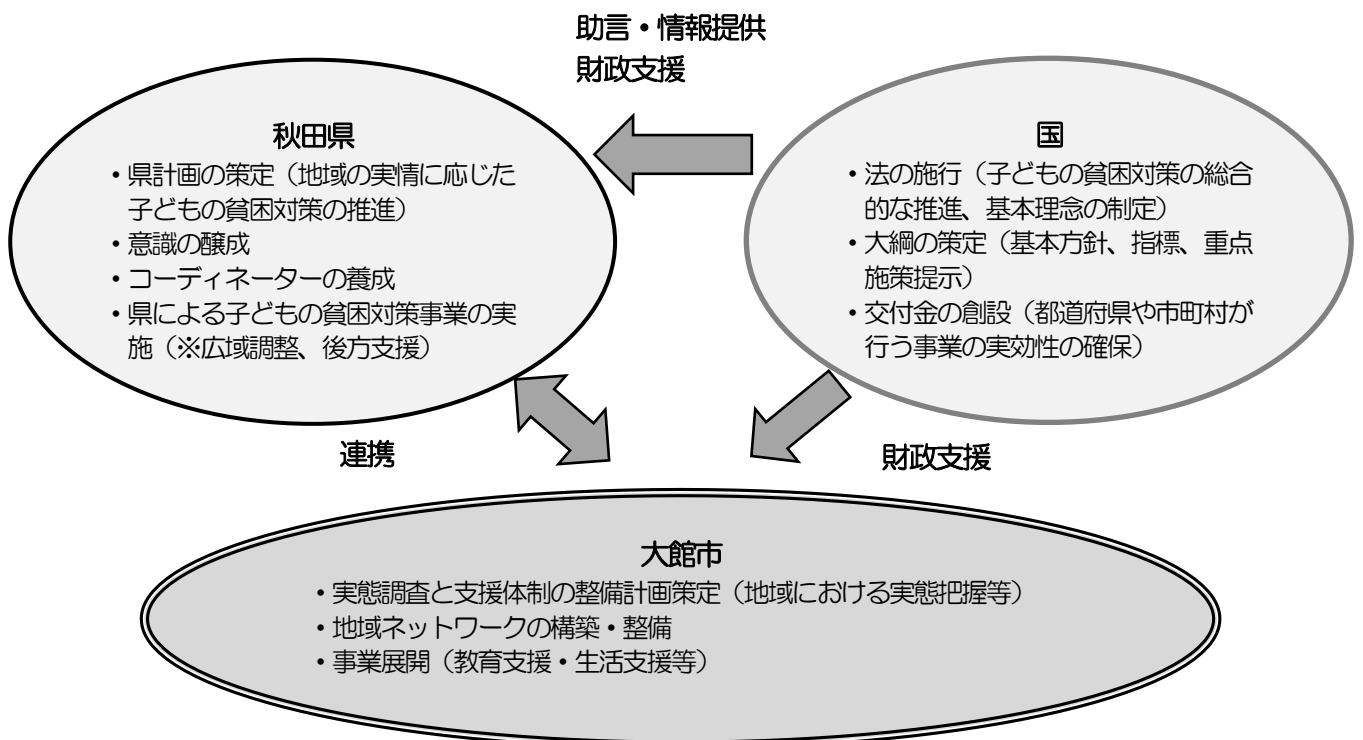 助言・情報提供
財政支援
秋田県
・県計画の策定（地域の実情に応じた
子どもの貧困対策の推進）
・意識の醸成
・コーディネーターの養成
・県による子どもの貧困対策事業の実
施（※広域調整、後方支援）
国
・法の施行（子どもの貧困対策の総合
的な推進、基本理念の制定）
・大綱の策定（基本方針、指標、重点
施策提示）
・交付金の創設（都道府県や市町村が
行う事業の実効性の確保）
連携
財政支援
大館市
・実態調査と支援体制の整備計画策定（地域における実態把握等）
・地域ネットワークの構築・整備
・事業展開（教育支援・生活支援等）